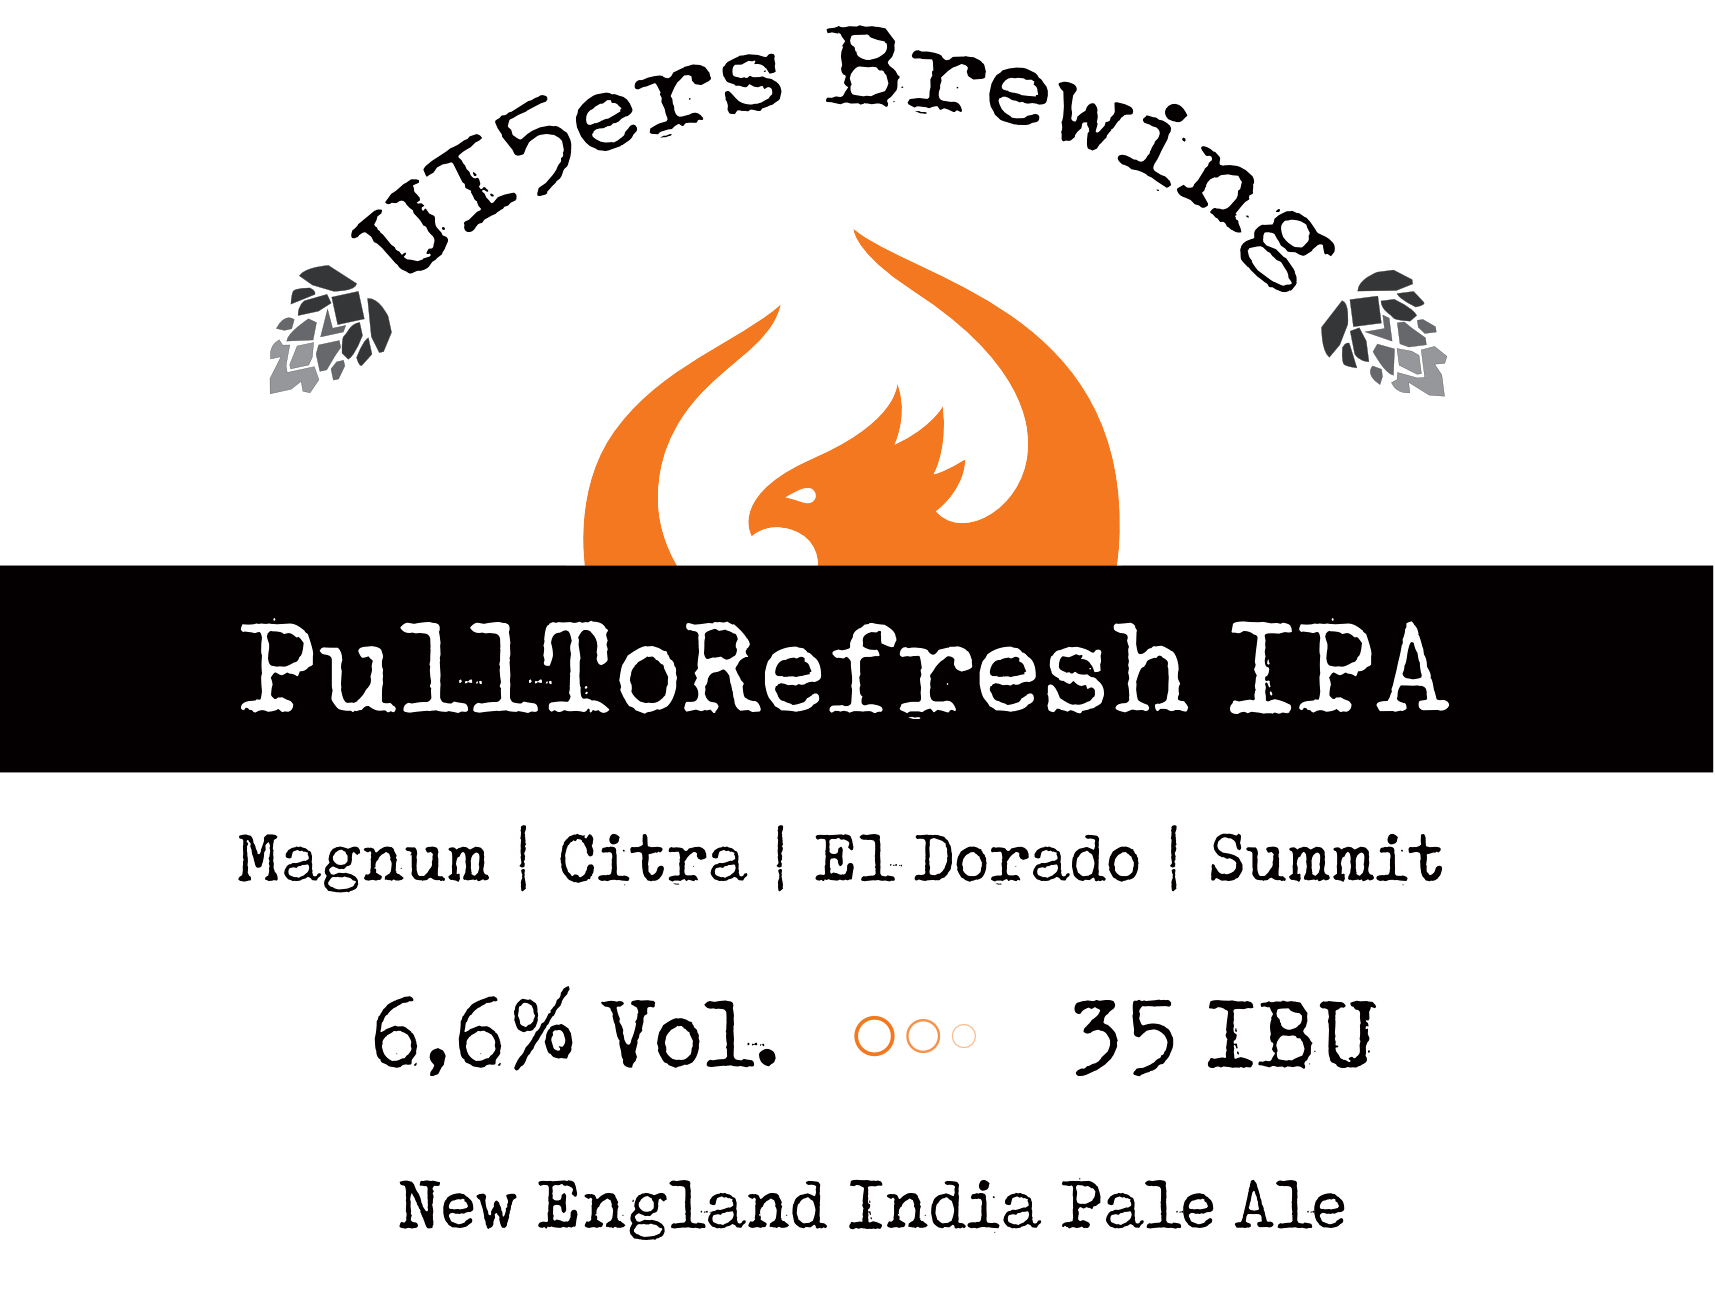 UI5ers Brewing
PullToRefresh IPA
Magnum | Citra | El Dorado | Summit
6,6% Vol. 35 IBU
New England India Pale Ale